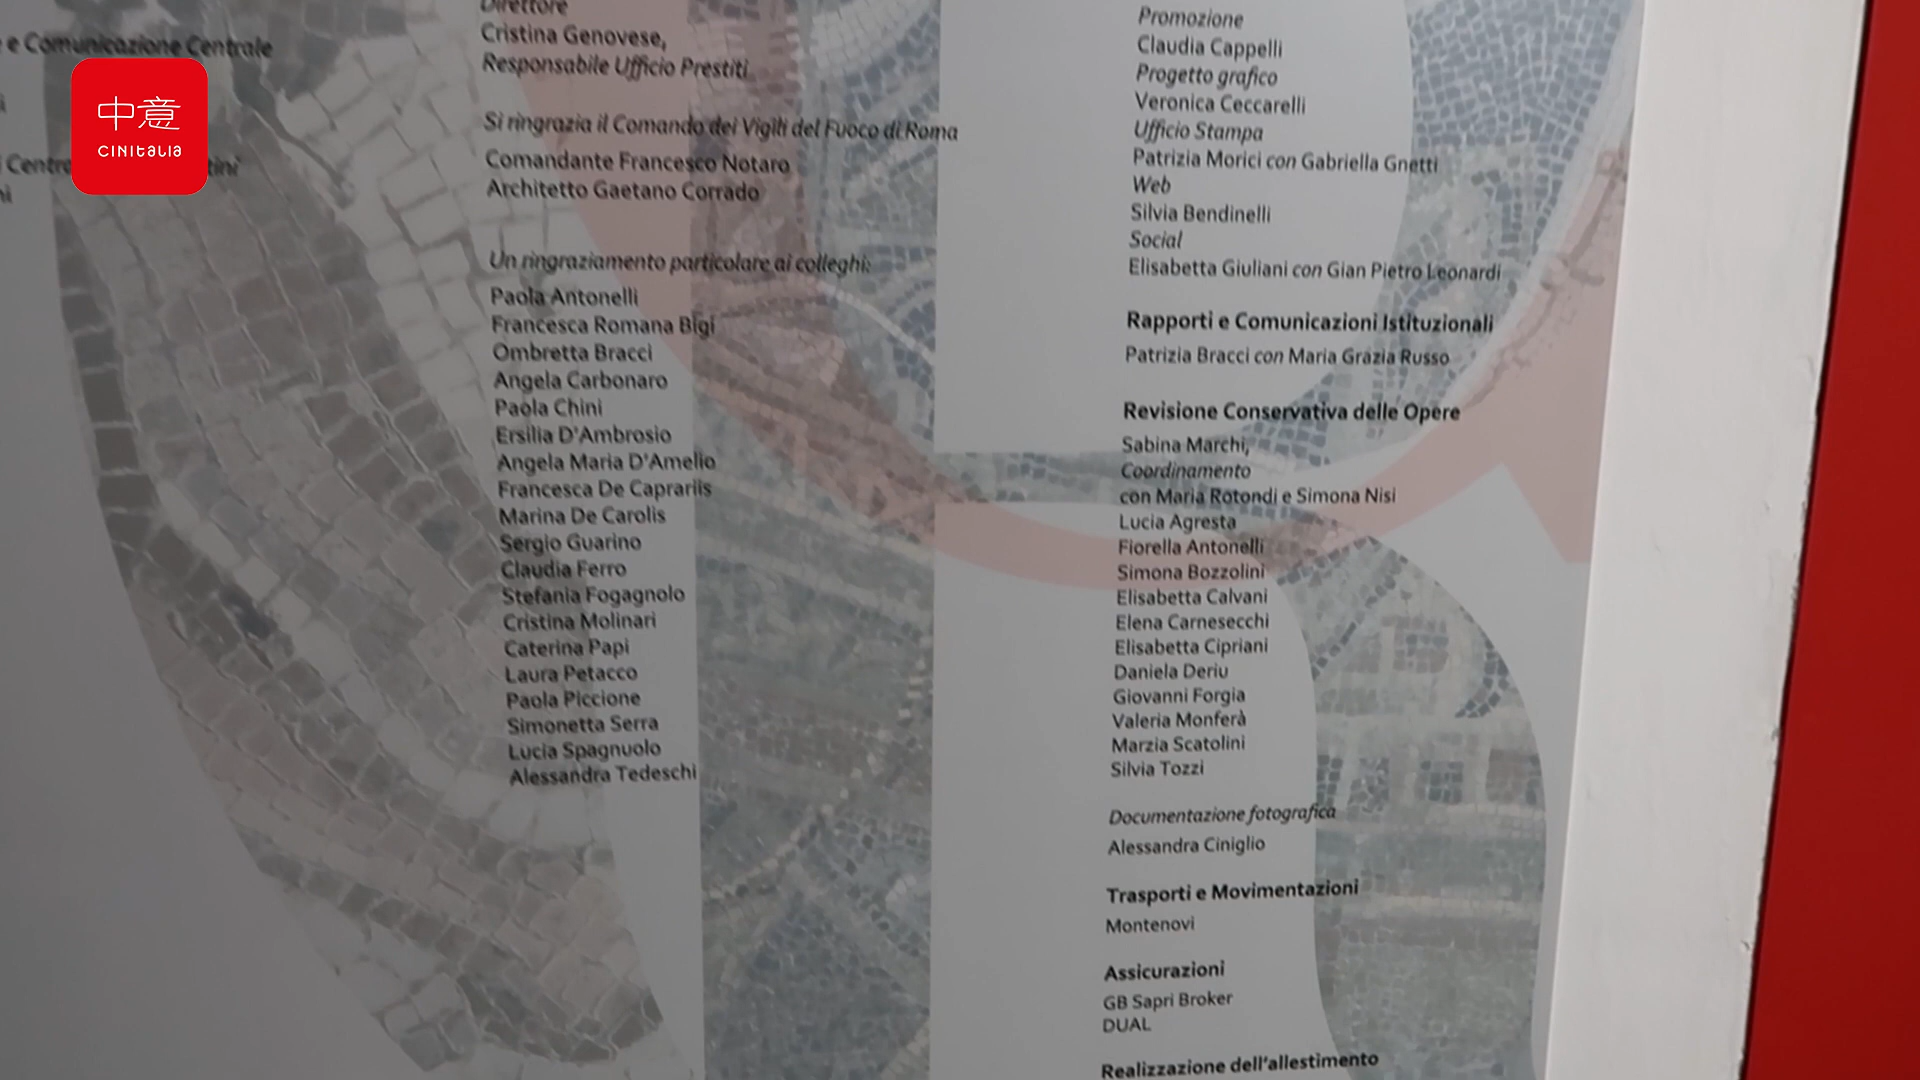 e Comunicazione Centrale
中意
CINITALIA
Direttore
Cristina Genovese,
Responsabile Ufficio Prestiti
Si ringrazia il Comando dei Vigili del Fuoco di Roma
Comandante Francesco Notaro
Architetto Gaetano Corrado
Un ringraziamento particolare ai colleghi:
Paola Antonelli
Francesca Romana Bigi
Ombretta Bracci
Angela Carbonaro
Paola Chini
Ersilia D'Ambrosio
Angela Maria D'Amelio
Francesca De Caprariis
Marina De Carolis
Sergio Guarino
Claudia Ferro
Stefania Fogagnolo
Cristina Molinari
Caterina Papi
Laura Petacco
Paola Piccione
Simonetta Serra
Lucia Spagnuolo
Alessandra Tedeschi
Promozione
Claudia Cappelli
Progetto grafico
Veronica Ceccarelli
Ufficio Stampa
Patrizia Morici con Gabriella Gnetti
Web
Silvia Bendinelli
Social
Elisabetta Giuliani con Gian Pietro Leonardi
Rapporti e Comunicazioni Istituzionali
Patrizia Bracci con Maria Grazia Russo
Revisione Conservativa delle Opere
Sabina Marchi,
Coordinamento
con Maria Rotondi e Simona Nisi
Lucia Agresta
Fiorella Antonelli
Simona Bozzolini
Elisabetta Calvani
Elena Carnesecchi
Elisabetta Cipriani
Daniela Deriu
Giovanni Forgia
Valeria Monferà
Marzia Scatolini
Silvia Tozzi
Documentazione fotografica
Alessandra Ciniglio
Trasporti e Movimentazioni
Montenovi
Assicurazioni
GB Sapri Broker
DUAL
Realizzazione dell'allestimento